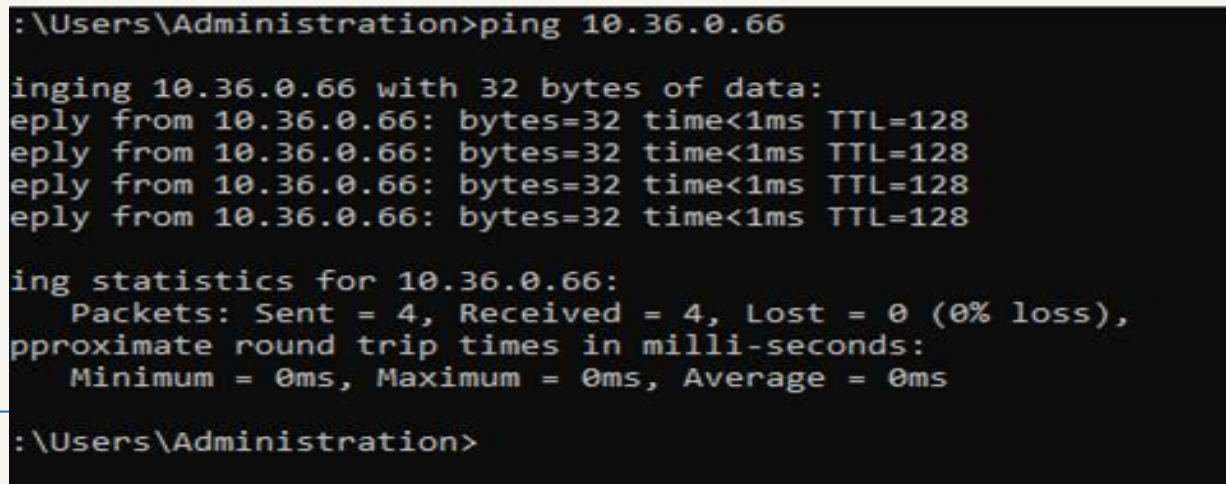 :\Users\Administration>ping 10.36.0.66
inging 10.36.0.66 with 32 bytes of data:
eply from 10.36.0.66: bytes=32 time<1ms TTL=128
eply from 10.36.0.66: bytes=32 time<1ms TTL=128
eply from 10.36.0.66: bytes=32 time<1ms TTL=128
eply from 10.36.0.66: bytes=32 time<1ms TTL=128
ing statistics for 10.36.0.66:
Packets: Sent = 4, Received = 4, Lost = 0 (0% loss),
pproximate round trip times in milli-seconds:
Minimum = 0ms, Maximum = 0ms, Average = 0ms
:\Users\Administration>